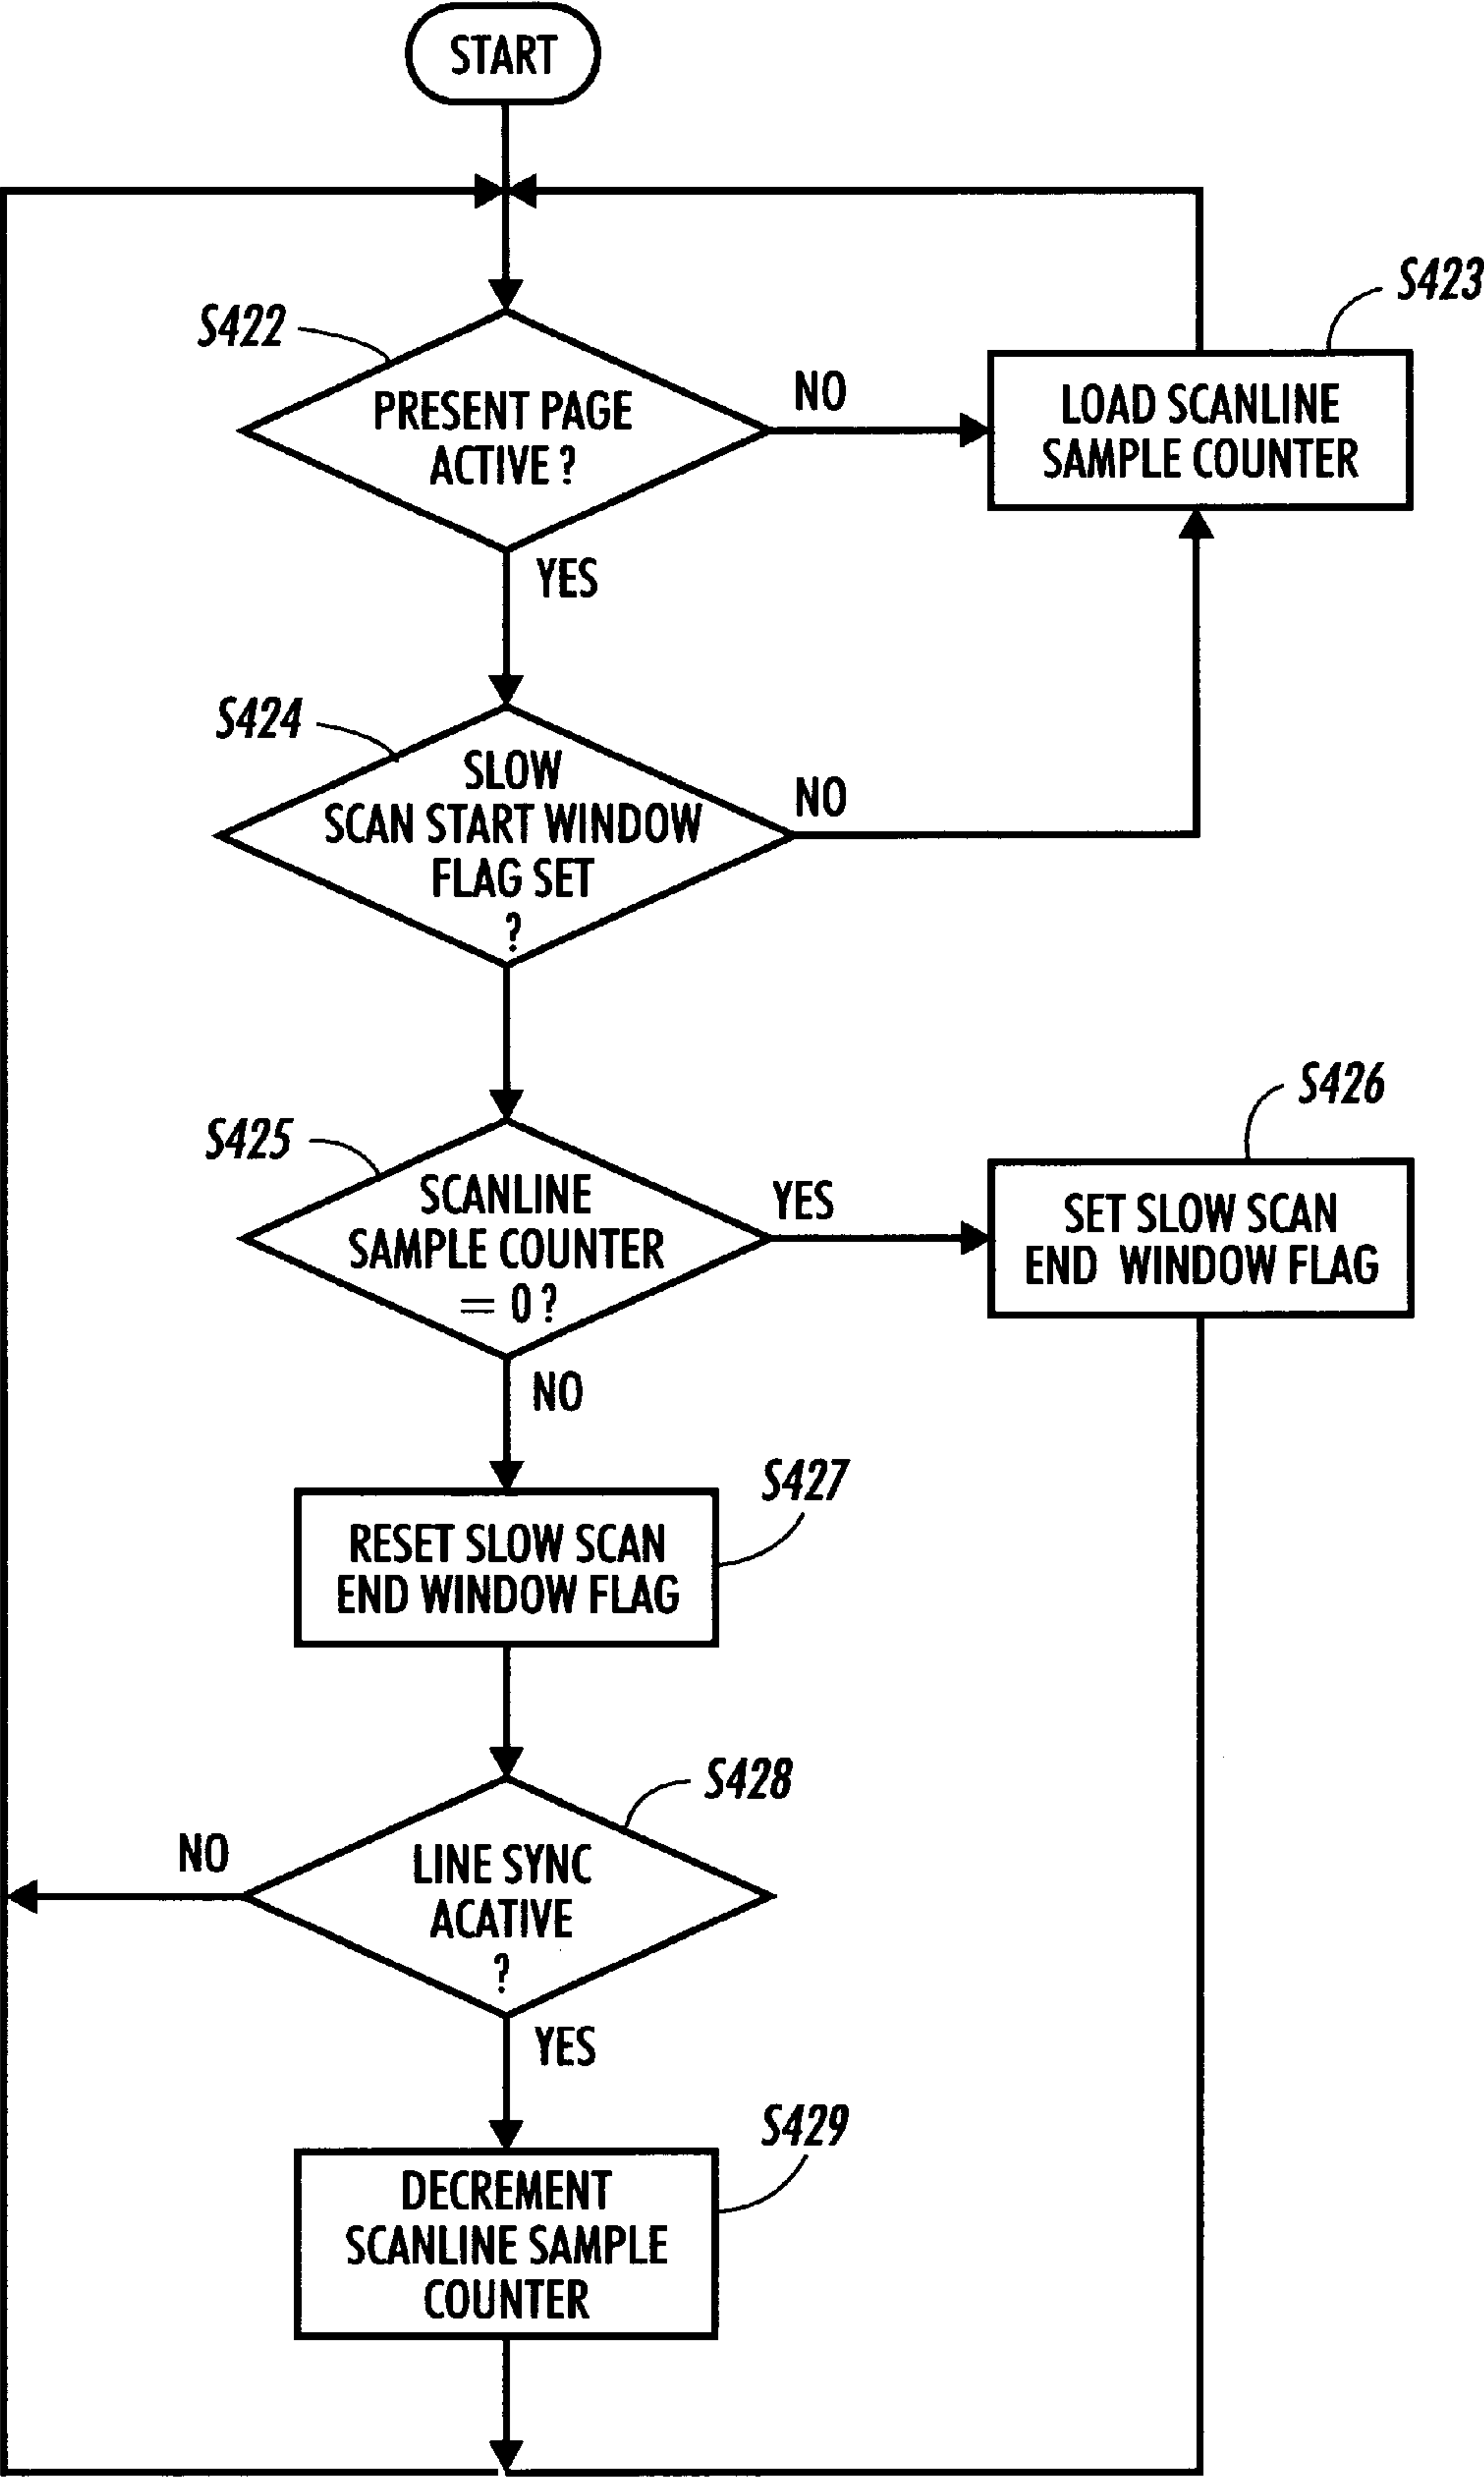 START
S422
PRESENT PAGE
ACTIVE ?
NO
YES
S423
LOAD SCANLINE
SAMPLE COUNTER
S424
SLOW
SCAN START WINDOW
FLAG SET
?
NO
S425
SCANLINE
SAMPLE COUNTER
= 0 ?
YES
NO
S426
SET SLOW SCAN
END WINDOW FLAG
S427
RESET SLOW SCAN
END WINDOW FLAG
S428
LINE SYNC
ACATIVE
?
NO
YES
S429
DECREMENT
SCANLINE SAMPLE
COUNTER